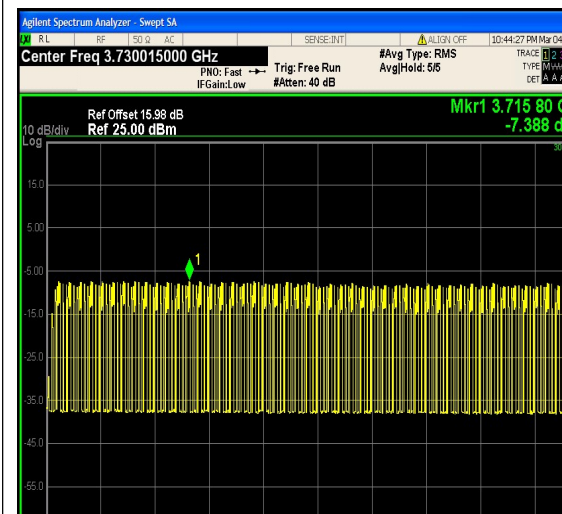 Agilent Spectrum Analyzer - Swept SA
RL RF 50 Ω AC SENSE:INT ALIGN OFF 10:44:27 PM Mar 04
Center Freq 3.730015000 GHz
PNO: Fast
IFGain:Low
Trig: Free Run
#Atten: 40 dB
#Avg Type: RMS
Avg|Hold: 5/5
TRACE 1 2
TYPE M
DET A A A
Ref Offset 15.98 dB
10 dB/div Ref 25.00 dBm
Log
Mkr1 3.715 80 G
-7.388 d
30
15.0
5.00
1
-5.00
-15.0
-25.0
-35.0
-45.0
-55.0